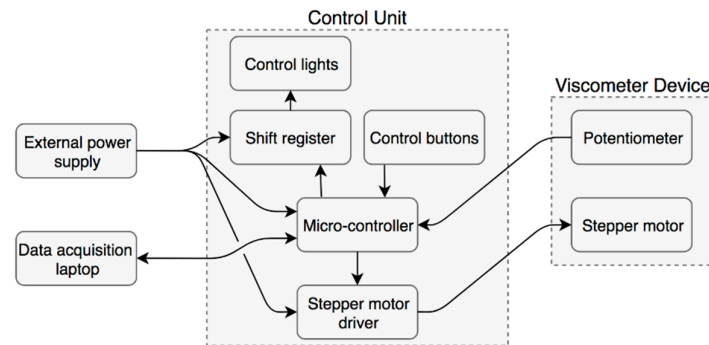 Control Unit
Control lights
Viscometer Device
External power
supply
Shift register
Control buttons
Potentiometer
Micro-controller
Stepper motor
Data acquisition
laptop
Stepper motor
driver